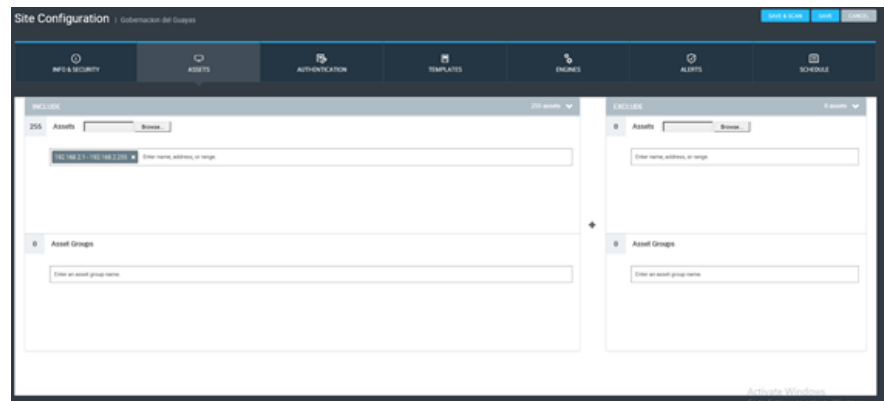 Site Configuration | Gobernacion del Guayas
SAVE & SCAN SAVE CANCEL
INFO & SECURITY ASSETS AUTHENTICATION TEMPLATES ENGINES ALERTS SCHEDULE
INCLUDE 255 assets EXCLUDE 0 assets
255 Assets Browse... 0 Assets Browse...
192.168.2.1 - 192.168.2.255 × Enter name, address, or range. Enter name, address, or range.
0 Asset Groups 0 Asset Groups
Enter an asset group name. Enter an asset group name.
Activate Windows